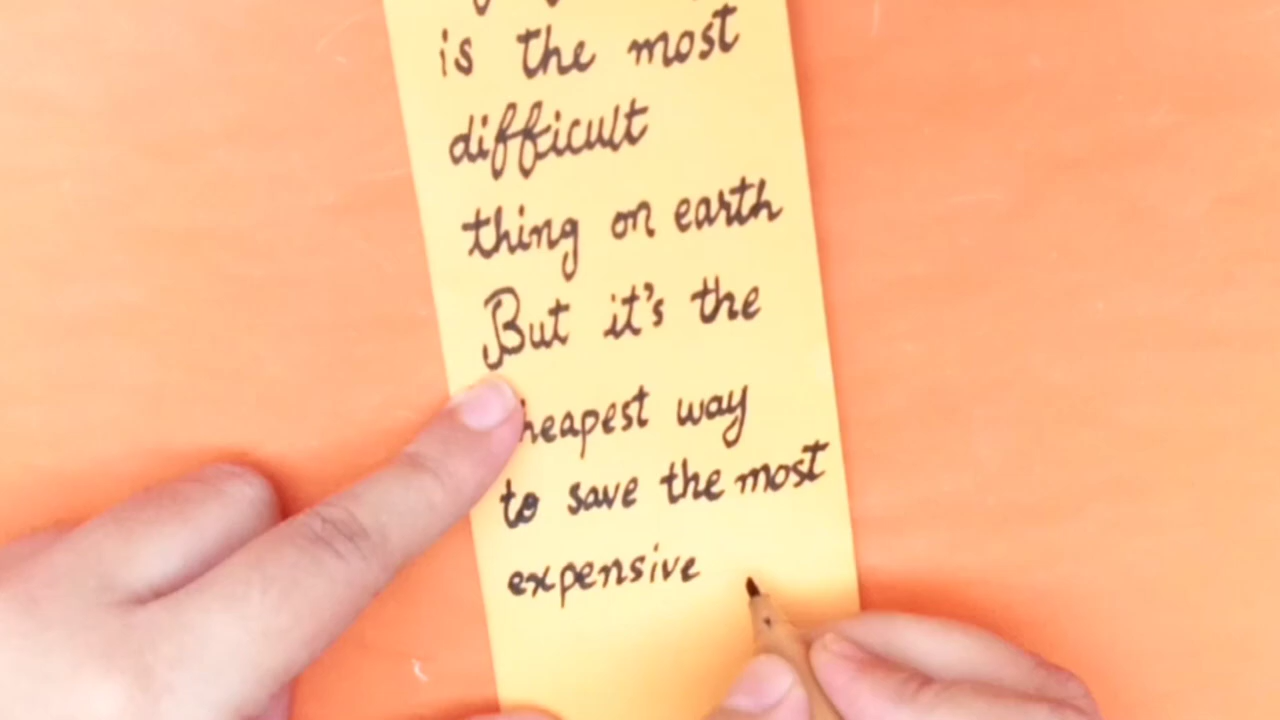 is the most
difficult
thing on earth
But it's the
heapest way
to save the most
expensive